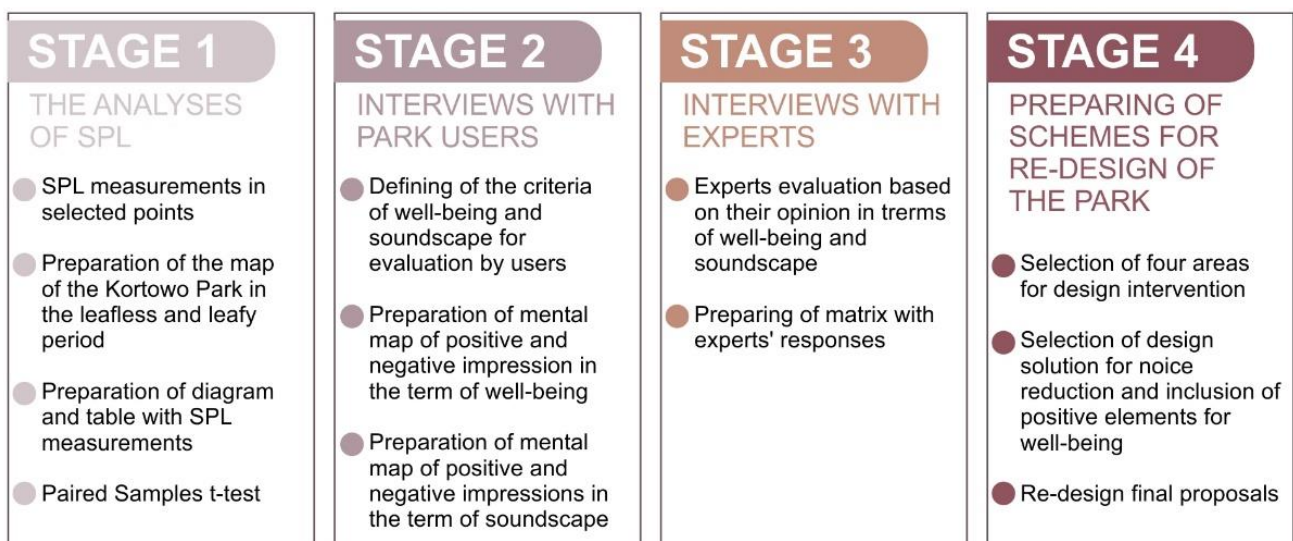 STAGE 1
THE ANALYSES
OF SPL
SPL measurements in
selected points
Preparation of the map
of the Kortowo Park in
the leafless and leafy
period
Preparation of diagram
and table with SPL
measurements
Paired Samples t-test
STAGE 2
INTERVIEWS WITH
PARK USERS
Defining of the criteria
of well-being and
soundscape for
evaluation by users
Preparation of mental
map of positive and
negative impression in
the term of well-being
Preparation of mental
map of positive and
negative impressions in
the term of soundscape
STAGE 3
INTERVIEWS WITH
EXPERTS
Experts evaluation based
on their opinion in trerms
of well-being and
soundscape
Preparing of matrix with
experts' responses
STAGE 4
PREPARING OF
SCHEMES FOR
RE-DESIGN OF
THE PARK
Selection of four areas
for design intervention
Selection of design
solution for noice
reduction and inclusion of
positive elements for
well-being
Re-design final proposals